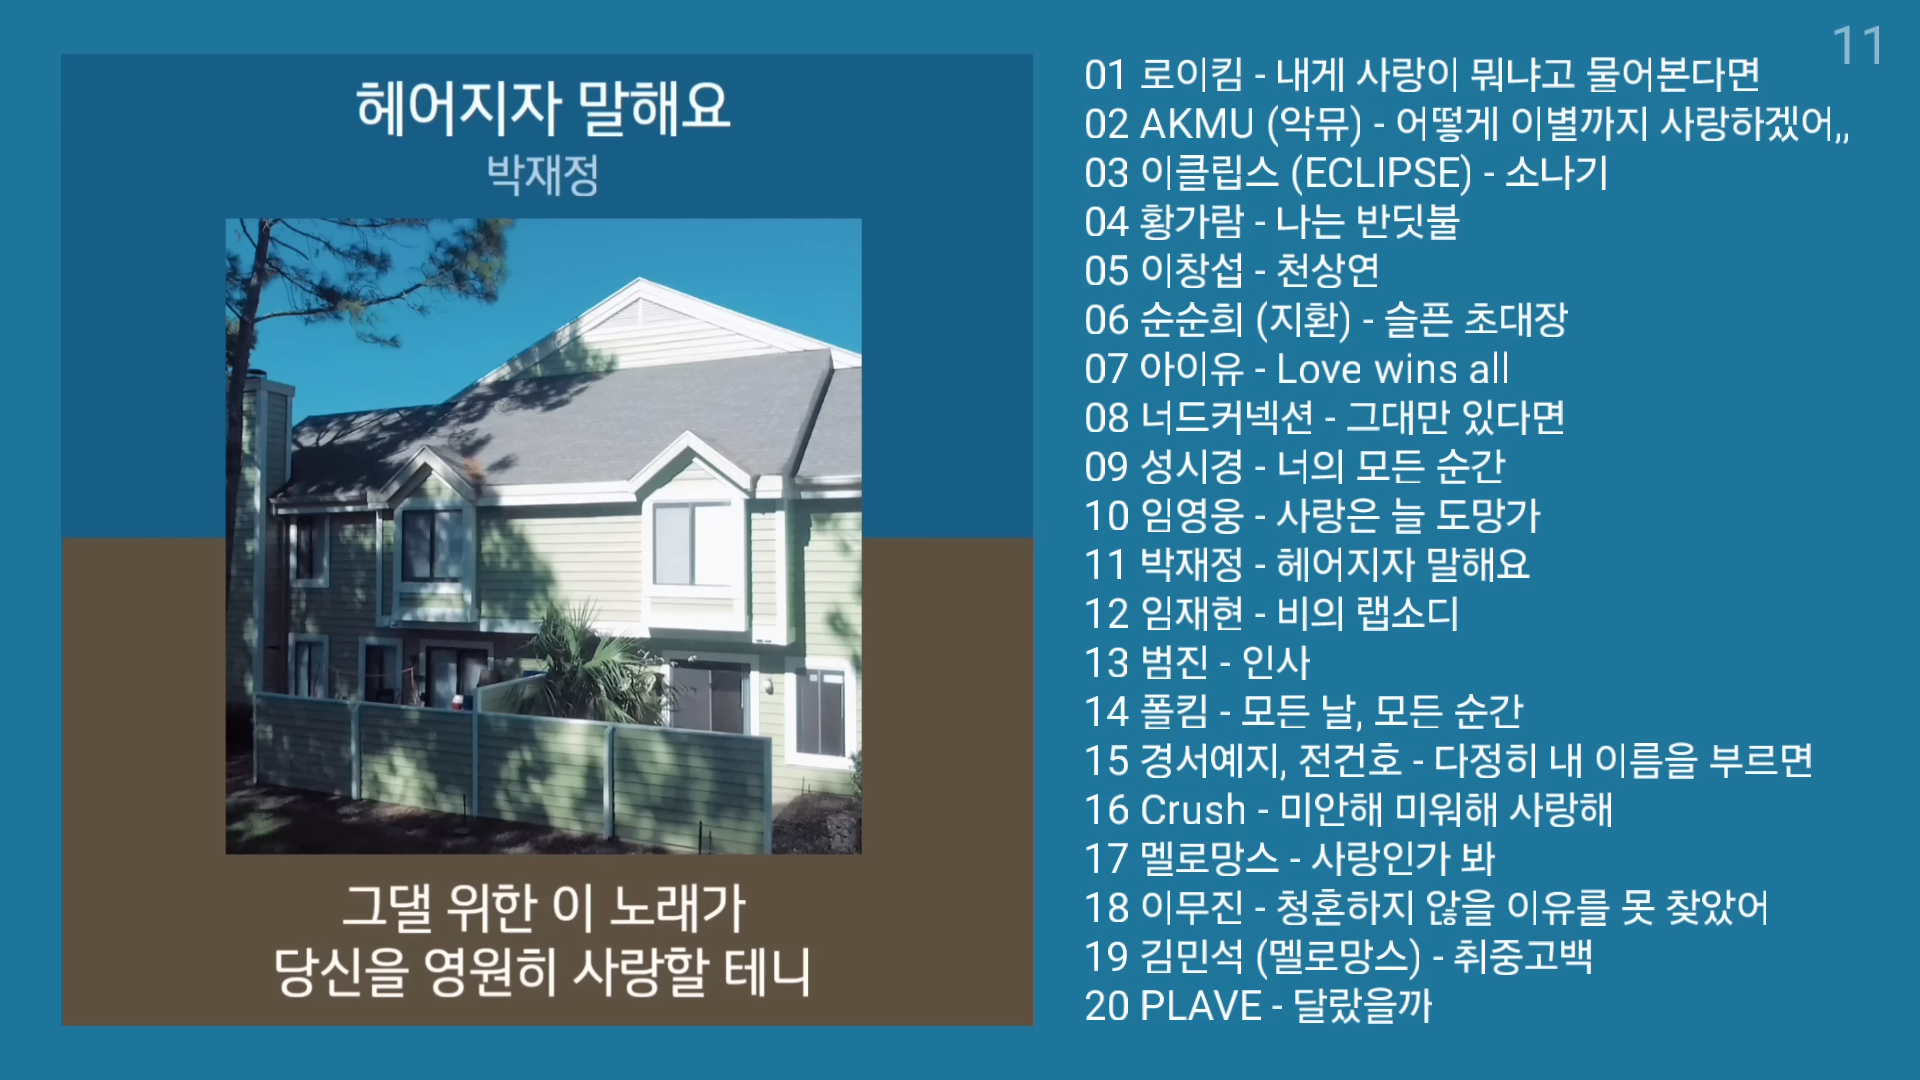 헤어지자 말해요
박재정
그댈 위한 이 노래가
당신을 영원히 사랑할 테니
11
01 로이킴 - 내게 사랑이 뭐냐고 물어본다면
02 AKMU (악뮤) - 어떻게 이별까지 사랑하겠어,,
03 이클립스 (ECLIPSE) - 소나기
04 황가람 - 나는 반딧불
05 이창섭 - 천상연
06 순순희 (지환) - 슬픈 초대장
07 아이유 - Love wins all
08 너드커넥션 - 그대만 있다면
09 성시경 - 너의 모든 순간
10 임영웅 - 사랑은 늘 도망가
11 박재정 - 헤어지자 말해요
12 임재현 - 비의 랩소디
13 범진 - 인사
14 폴킴 - 모든 날, 모든 순간
15 경서예지, 전건호 - 다정히 내 이름을 부르면
16 Crush - 미안해 미워해 사랑해
17 멜로망스 - 사랑인가 봐
18 이무진 - 청혼하지 않을 이유를 못 찾았어
19 김민석 (멜로망스) - 취중고백
20 PLAVE - 달랐을까